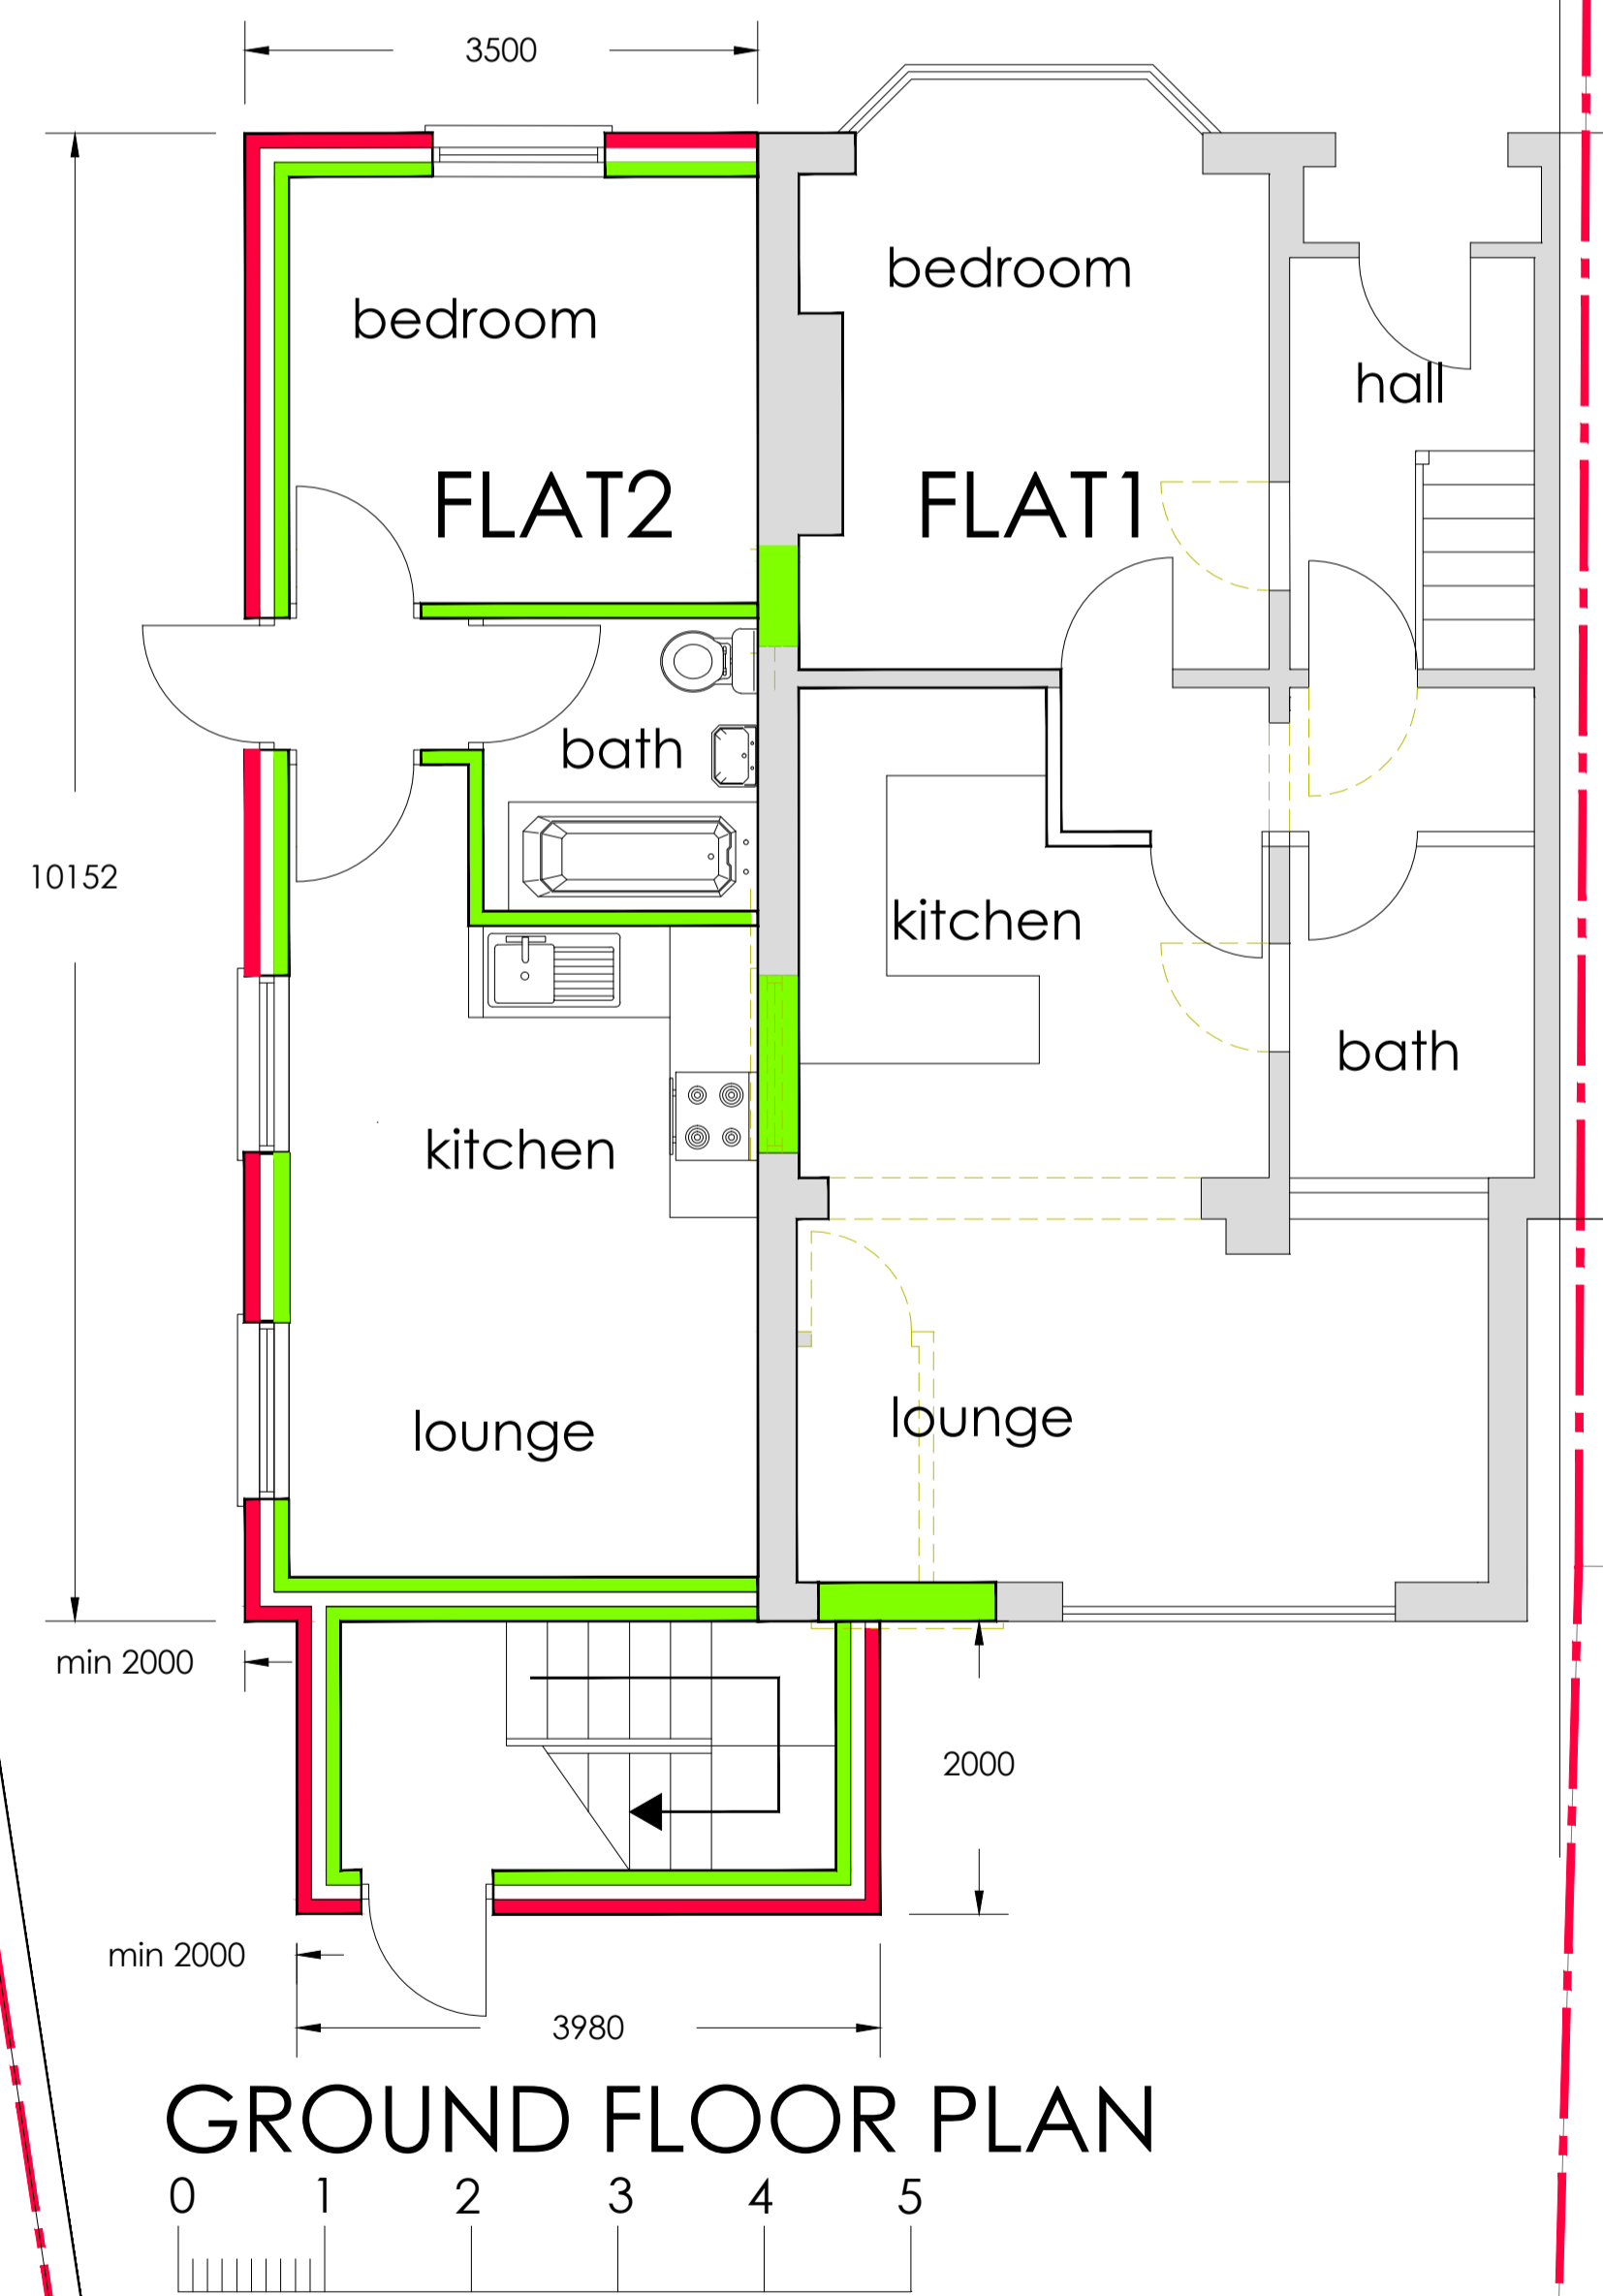 3500
bedroom
bedroom
hall
FLAT2
FLAT1
bath
10152
kitchen
bath
kitchen
lounge
lounge
min 2000
2000
min 2000
3980
GROUND FLOOR PLAN
0 1 2 3 4 5